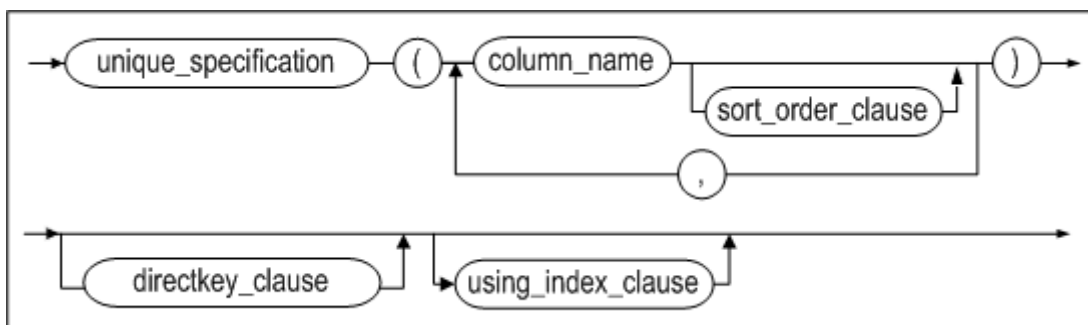 unique_specification ( column_name )
sort_order_clause
,
directkey_clause using_index_clause